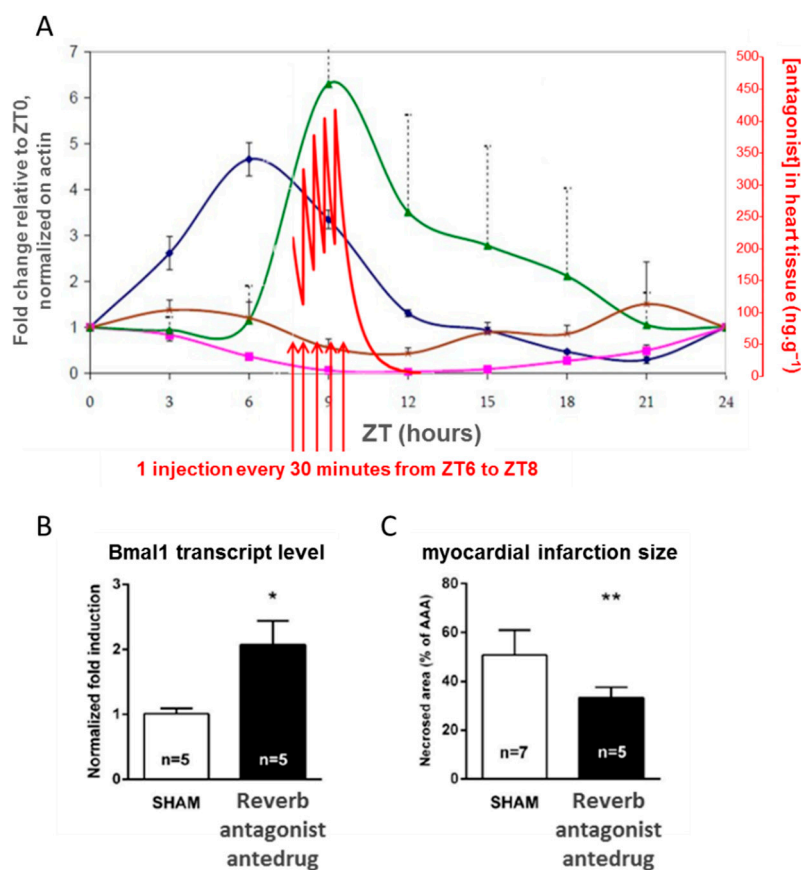 A
Fold change relative to ZT0,
normalized on actin
7
6
5
4
3
2
1
0
0
3
6
9
12
15
18
21
24
ZT (hours)
500
450
400
350
300
250
200
150
100
50
0
[antagonist] in heart tissue (ng.g⁻¹)
1 injection every 30 minutes from ZT6 to ZT8
B
Bmal1 transcript level
Normalized fold induction
3
2
1
0
*
n=5
n=5
SHAM
Reverb
antagonist
antedrug
C
myocardial infarction size
Necrosed area (% of AAA)
80
60
40
20
0
**
n=7
n=5
SHAM
Reverb
antagonist
antedrug